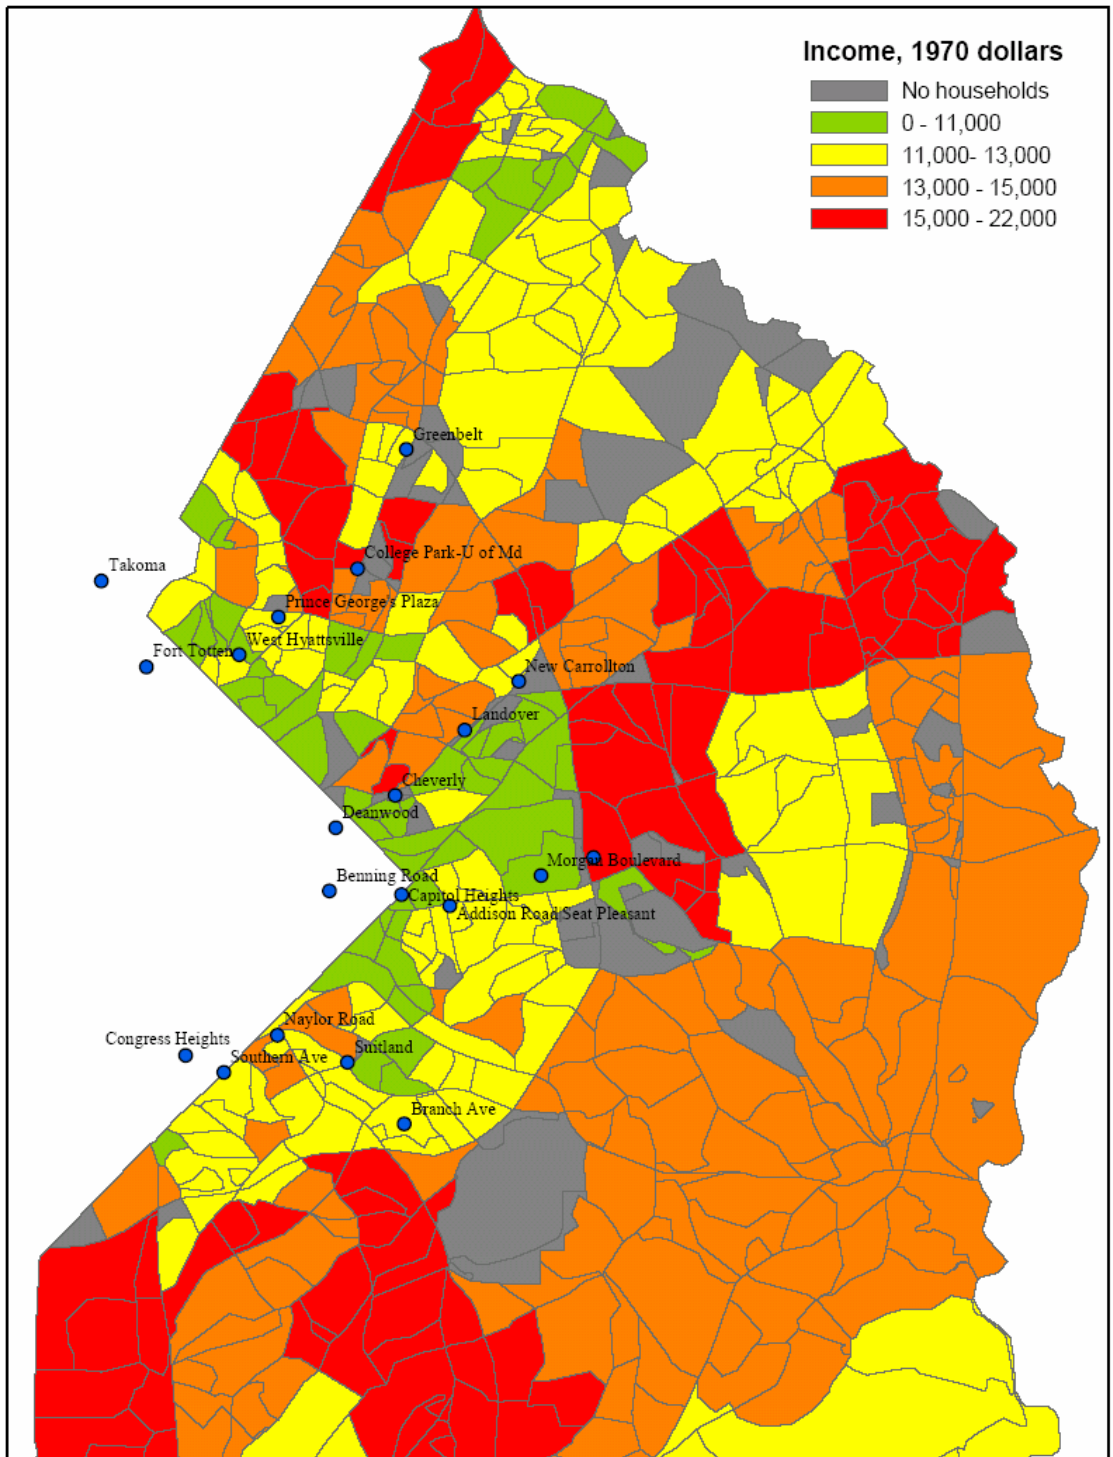 Income, 1970 dollars
No households
0 - 11,000
11,000- 13,000
13,000 - 15,000
15,000 - 22,000
Greenbelt
College Park-U of Md
Takoma
Prince George's Plaza
West Hyattsville
Fort Totten
New Carrollton
Landover
Cheverly
Deanwood
Morgan Boulevard
Benning Road
Capitol Heights
Addison Road Seat Pleasant
Naylor Road
Congress Heights
Southern Ave
Suitland
Branch Ave